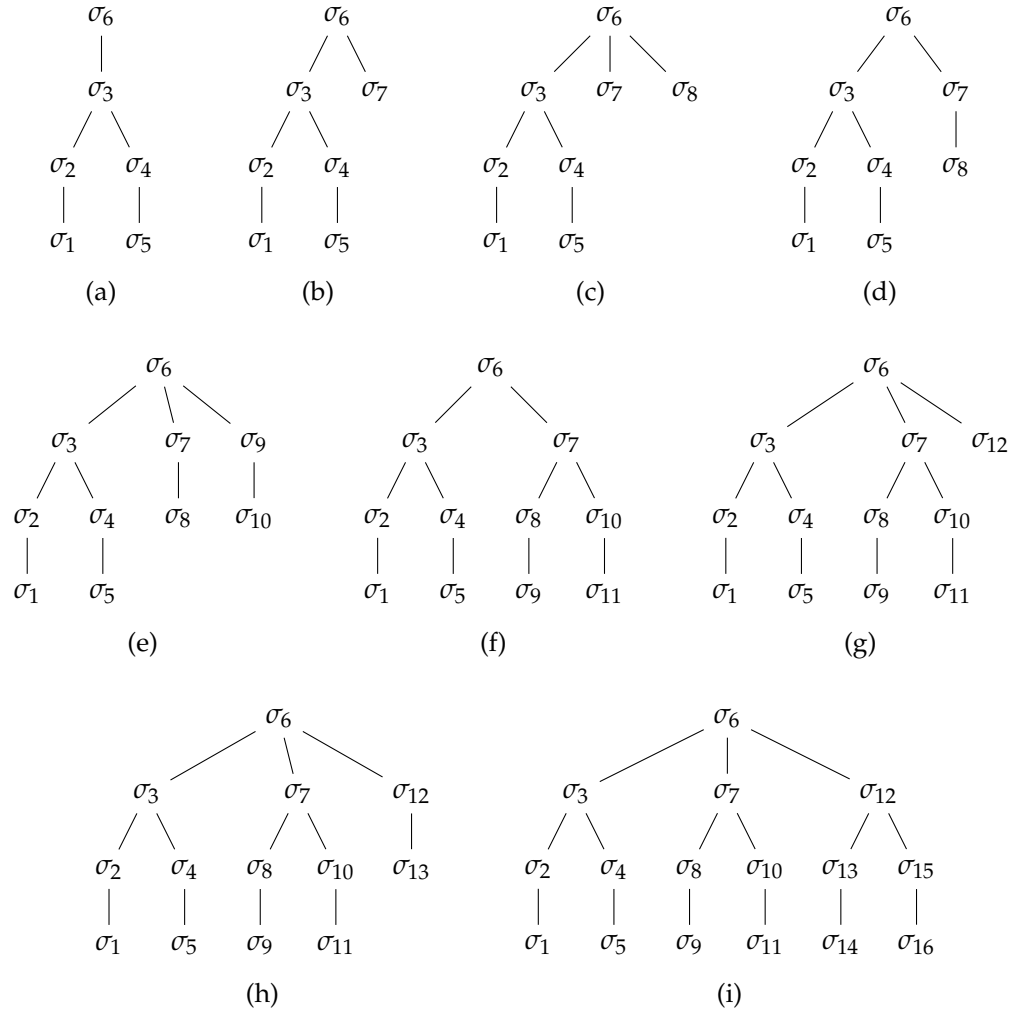 σ6 σ6 σ6 σ6
σ3 σ3 σ7 σ3 σ7 σ8 σ3 σ7
σ2 σ4 σ2 σ4 σ2 σ4 σ2 σ4 σ8
σ1 σ5 σ1 σ5 σ1 σ5 σ1 σ5
(a) (b) (c) (d)
σ6 σ6 σ6
σ3 σ7 σ9 σ3 σ7 σ3 σ7 σ12
σ2 σ4 σ8 σ10 σ2 σ4 σ8 σ10 σ2 σ4 σ8 σ10
σ1 σ5 σ1 σ5 σ9 σ11 σ1 σ5 σ9 σ11
(e) (f) (g)
σ6 σ6
σ3 σ7 σ12 σ3 σ7 σ12
σ2 σ4 σ8 σ10 σ13 σ2 σ4 σ8 σ10 σ13 σ15
σ1 σ5 σ9 σ11 σ1 σ5 σ9 σ11 σ14 σ16
(h) (i)